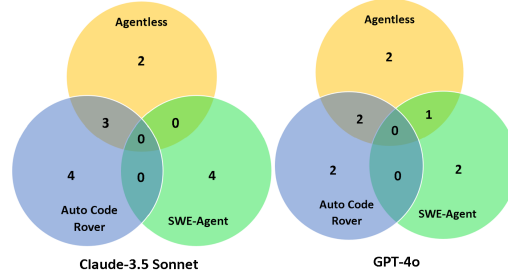 Agentless
2
3
0
0
4
0
4
Auto Code
Rover
SWE-Agent
Claude-3.5 Sonnet
Agentless
2
2
1
0
2
0
2
Auto Code
Rover
SWE-Agent
GPT-4o